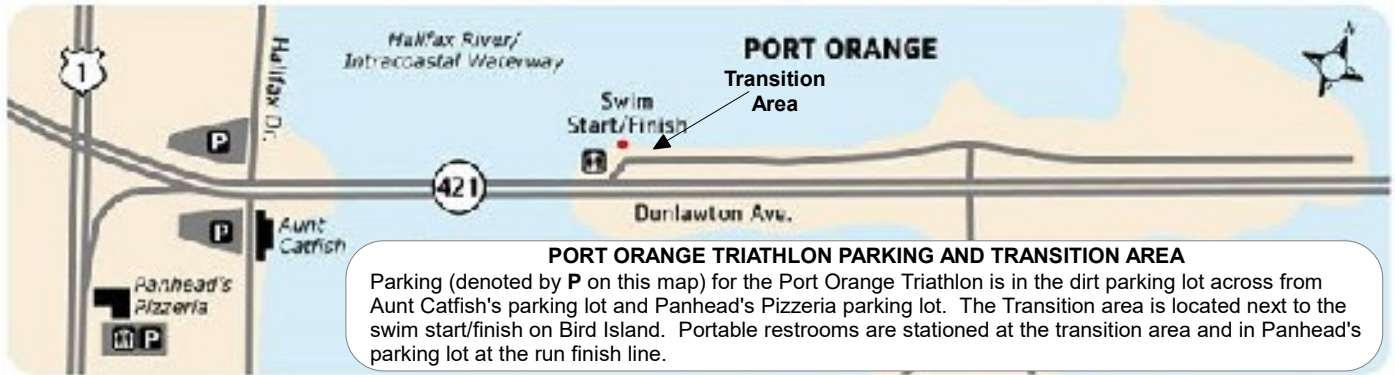 1
Halifax Dr.
Halifax River/
Intracoastal Waterway
PORT ORANGE
Transition
Area
N
Swim
Start/Finish
P
421
Dunlawton Ave.
P
Aunt
Catfish
Panhead's
Pizzeria
P
PORT ORANGE TRIATHLON PARKING AND TRANSITION AREA
Parking (denoted by P on this map) for the Port Orange Triathlon is in the dirt parking lot across from
Aunt Catfish's parking lot and Panhead's Pizzeria parking lot. The Transition area is located next to the
swim start/finish on Bird Island. Portable restrooms are stationed at the transition area and in Panhead's
parking lot at the run finish line.